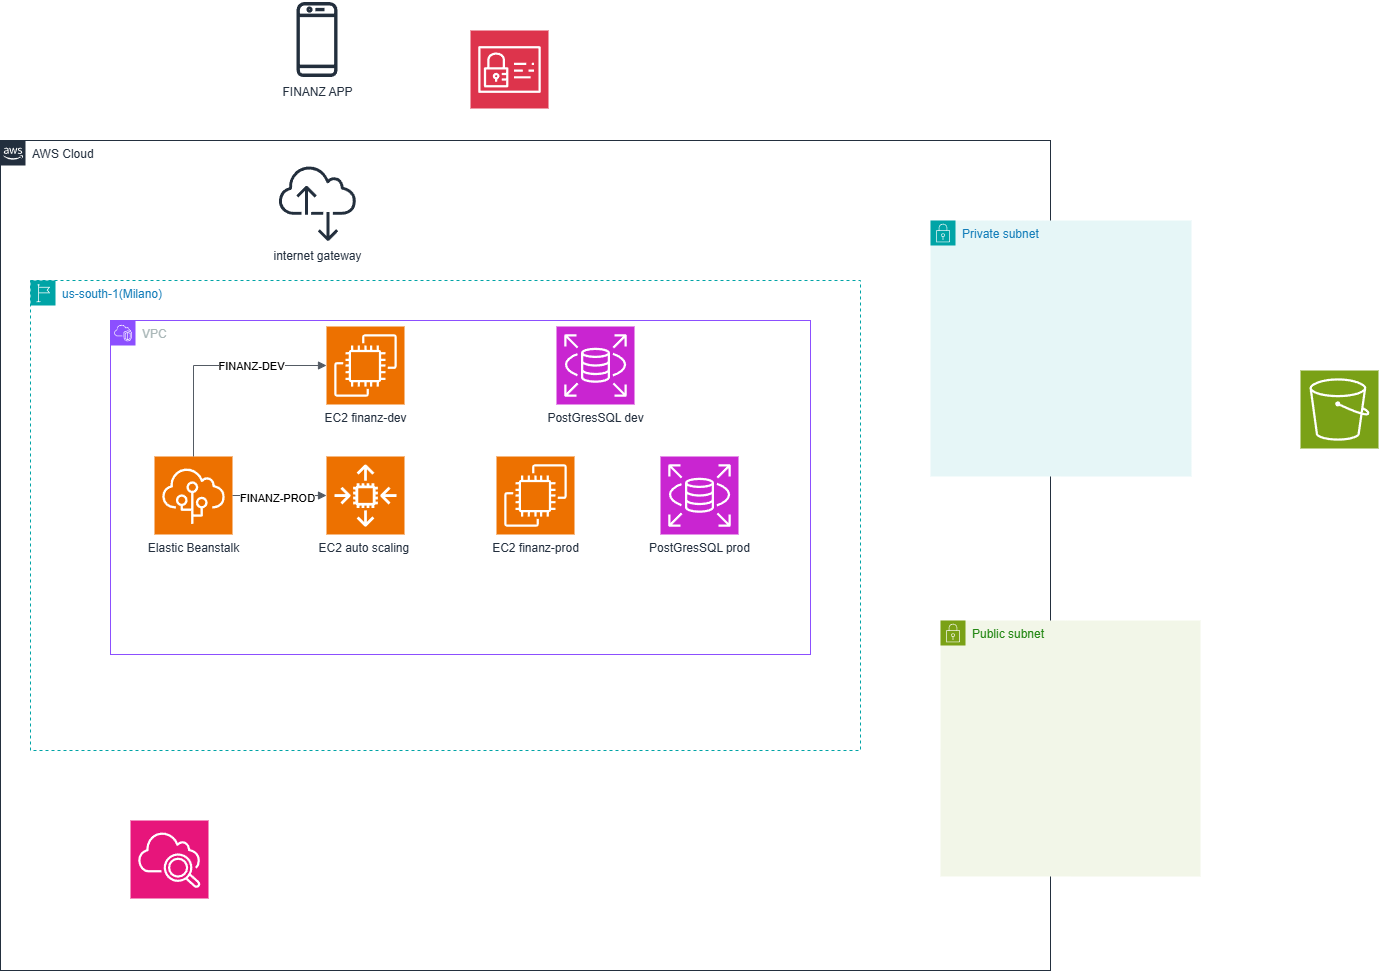 FINANZ APP
aws
AWS Cloud
internet gateway
Private subnet
us-south-1(Milano)
VPC
FINANZ-DEV
EC2 finanz-dev
PostGresSQL dev
FINANZ-PROD
Elastic Beanstalk
EC2 auto scaling
EC2 finanz-prod
PostGresSQL prod
Public subnet